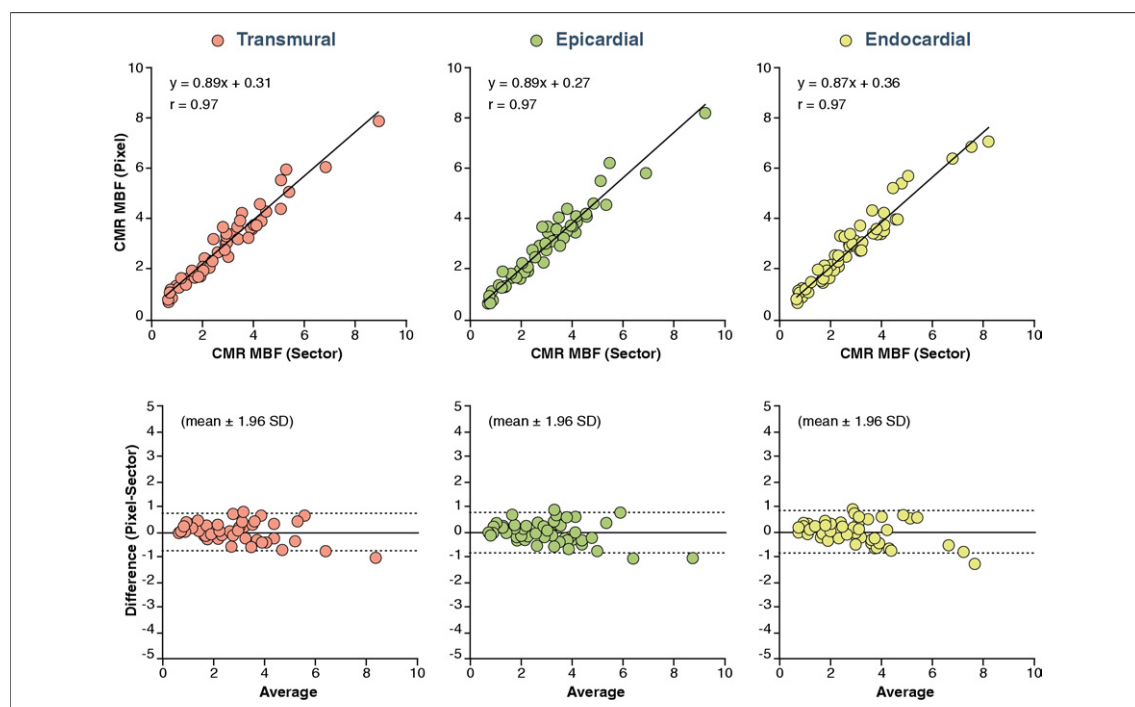 Transmural
Epicardial
Endocardial
y = 0.89x + 0.31
r = 0.97
CMR MBF (Pixel)
10
8
6
4
2
0
0 2 4 6 8 10
CMR MBF (Sector)
y = 0.89x + 0.27
r = 0.97
10
8
6
4
2
0
0 2 4 6 8 10
CMR MBF (Sector)
y = 0.87x + 0.36
r = 0.97
10
8
6
4
2
0
0 2 4 6 8 10
CMR MBF (Sector)
(mean ± 1.96 SD)
Difference (Pixel-Sector)
5
4
3
2
1
0
-1
-2
-3
-4
-5
0 2 4 6 8 10
Average
(mean ± 1.96 SD)
5
4
3
2
1
0
-1
-2
-3
-4
-5
0 2 4 6 8 10
Average
(mean ± 1.96 SD)
5
4
3
2
1
0
-1
-2
-3
-4
-5
0 2 4 6 8 10
Average